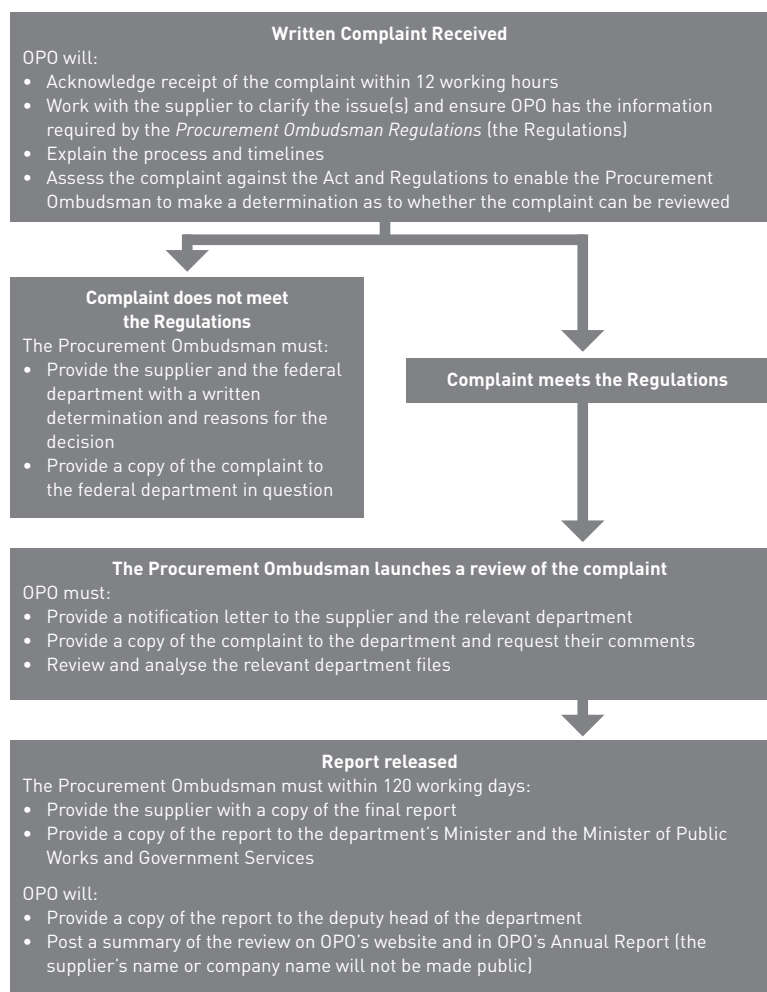 Written Complaint Received
OPO will:
• Acknowledge receipt of the complaint within 12 working hours
• Work with the supplier to clarify the issue(s) and ensure OPO has the information
required by the Procurement Ombudsman Regulations (the Regulations)
• Explain the process and timelines
• Assess the complaint against the Act and Regulations to enable the Procurement
Ombudsman to make a determination as to whether the complaint can be reviewed
Complaint does not meet
the Regulations
The Procurement Ombudsman must:
• Provide the supplier and the federal
department with a written
determination and reasons for the
decision
• Provide a copy of the complaint to
the federal department in question
Complaint meets the Regulations
The Procurement Ombudsman launches a review of the complaint
OPO must:
• Provide a notification letter to the supplier and the relevant department
• Provide a copy of the complaint to the department and request their comments
• Review and analyse the relevant department files
Report released
The Procurement Ombudsman must within 120 working days:
• Provide the supplier with a copy of the final report
• Provide a copy of the report to the department's Minister and the Minister of Public
Works and Government Services
OPO will:
• Provide a copy of the report to the deputy head of the department
• Post a summary of the review on OPO's website and in OPO's Annual Report (the
supplier's name or company name will not be made public)